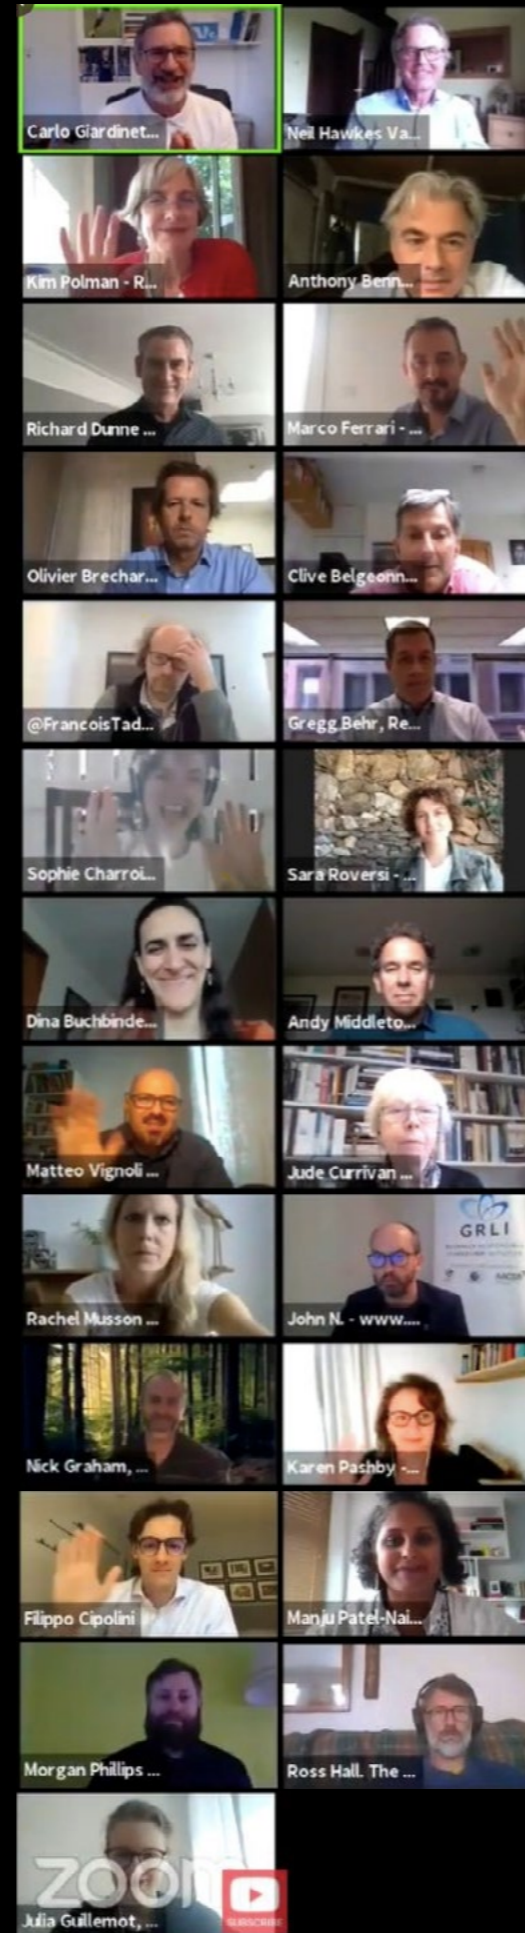 Carlo Giardinet...
Neil Hawkes Va...
Kim Polman - R...
Anthony Benn...
Richard Dunne ...
Marco Ferrari - ...
Olivier Brechar...
Clive Belgeonn...
@FrancoisTad...
Gregg Behr, Re...
Sophie Charroi...
Sara Roversi - ...
Dina Buchbinde...
Andy Middleto...
Matteo Vignoli ...
Jude Currivan ...
Rachel Musson ...
GRLI
John N. - www....
Nick Graham, ...
Karen Pashby -...
Filippo Cipolini
Manju Patel-Nai...
Morgan Phillips ...
Ross Hall. The ...
zoom
SUBSCRIBE
Julia Guillemot, ...